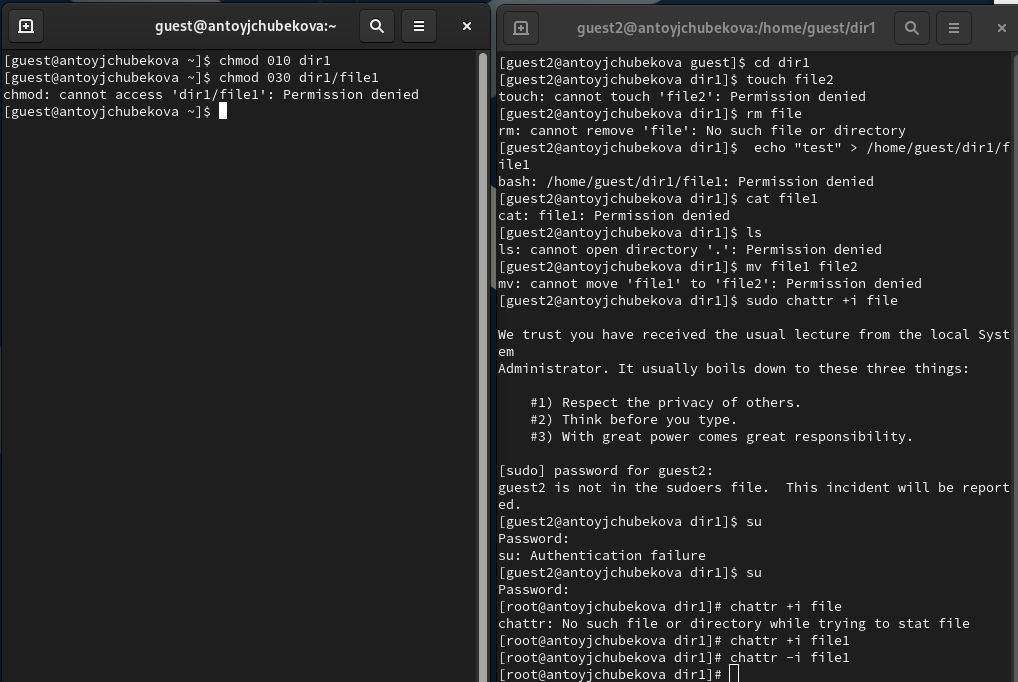 guest@antoyjchubekova:~
[guest@antoyjchubekova ~]$ chmod 010 dir1
[guest@antoyjchubekova ~]$ chmod 030 dir1/file1
chmod: cannot access 'dir1/file1': Permission denied
[guest@antoyjchubekova ~]$
guest2@antoyjchubekova:/home/guest/dir1
[guest2@antoyjchubekova guest]$ cd dir1
[guest2@antoyjchubekova dir1]$ touch file2
touch: cannot touch 'file2': Permission denied
[guest2@antoyjchubekova dir1]$ rm file
rm: cannot remove 'file': No such file or directory
[guest2@antoyjchubekova dir1]$  echo "test" > /home/guest/dir1/f
ile1
bash: /home/guest/dir1/file1: Permission denied
[guest2@antoyjchubekova dir1]$ cat file1
cat: file1: Permission denied
[guest2@antoyjchubekova dir1]$ ls
ls: cannot open directory '.': Permission denied
[guest2@antoyjchubekova dir1]$ mv file1 file2
mv: cannot move 'file1' to 'file2': Permission denied
[guest2@antoyjchubekova dir1]$ sudo chattr +i file
We trust you have received the usual lecture from the local Syst
em
Administrator. It usually boils down to these three things:
#1) Respect the privacy of others.
#2) Think before you type.
#3) With great power comes great responsibility.
[sudo] password for guest2:
guest2 is not in the sudoers file.  This incident will be report
ed.
[guest2@antoyjchubekova dir1]$ su
Password:
su: Authentication failure
[guest2@antoyjchubekova dir1]$ su
Password:
[root@antoyjchubekova dir1]# chattr +i file
chattr: No such file or directory while trying to stat file
[root@antoyjchubekova dir1]# chattr +i file1
[root@antoyjchubekova dir1]# chattr -i file1
[root@antoyjchubekova dir1]#